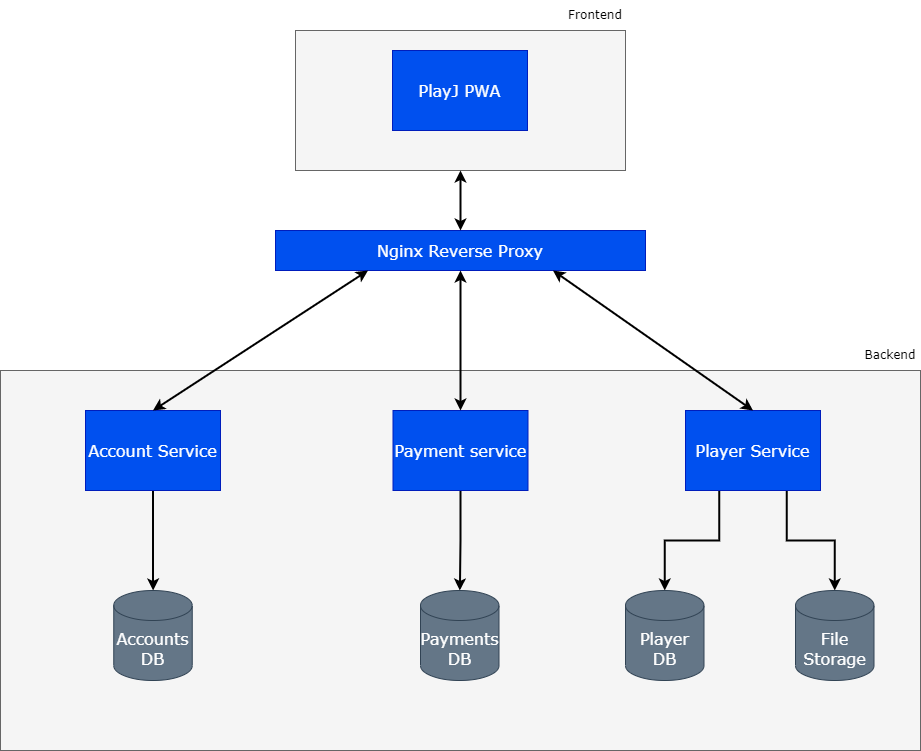 Frontend
PlayJ PWA
Nginx Reverse Proxy
Backend
Account Service
Payment service
Player Service
Accounts
DB
Payments
DB
Player
DB
File
Storage